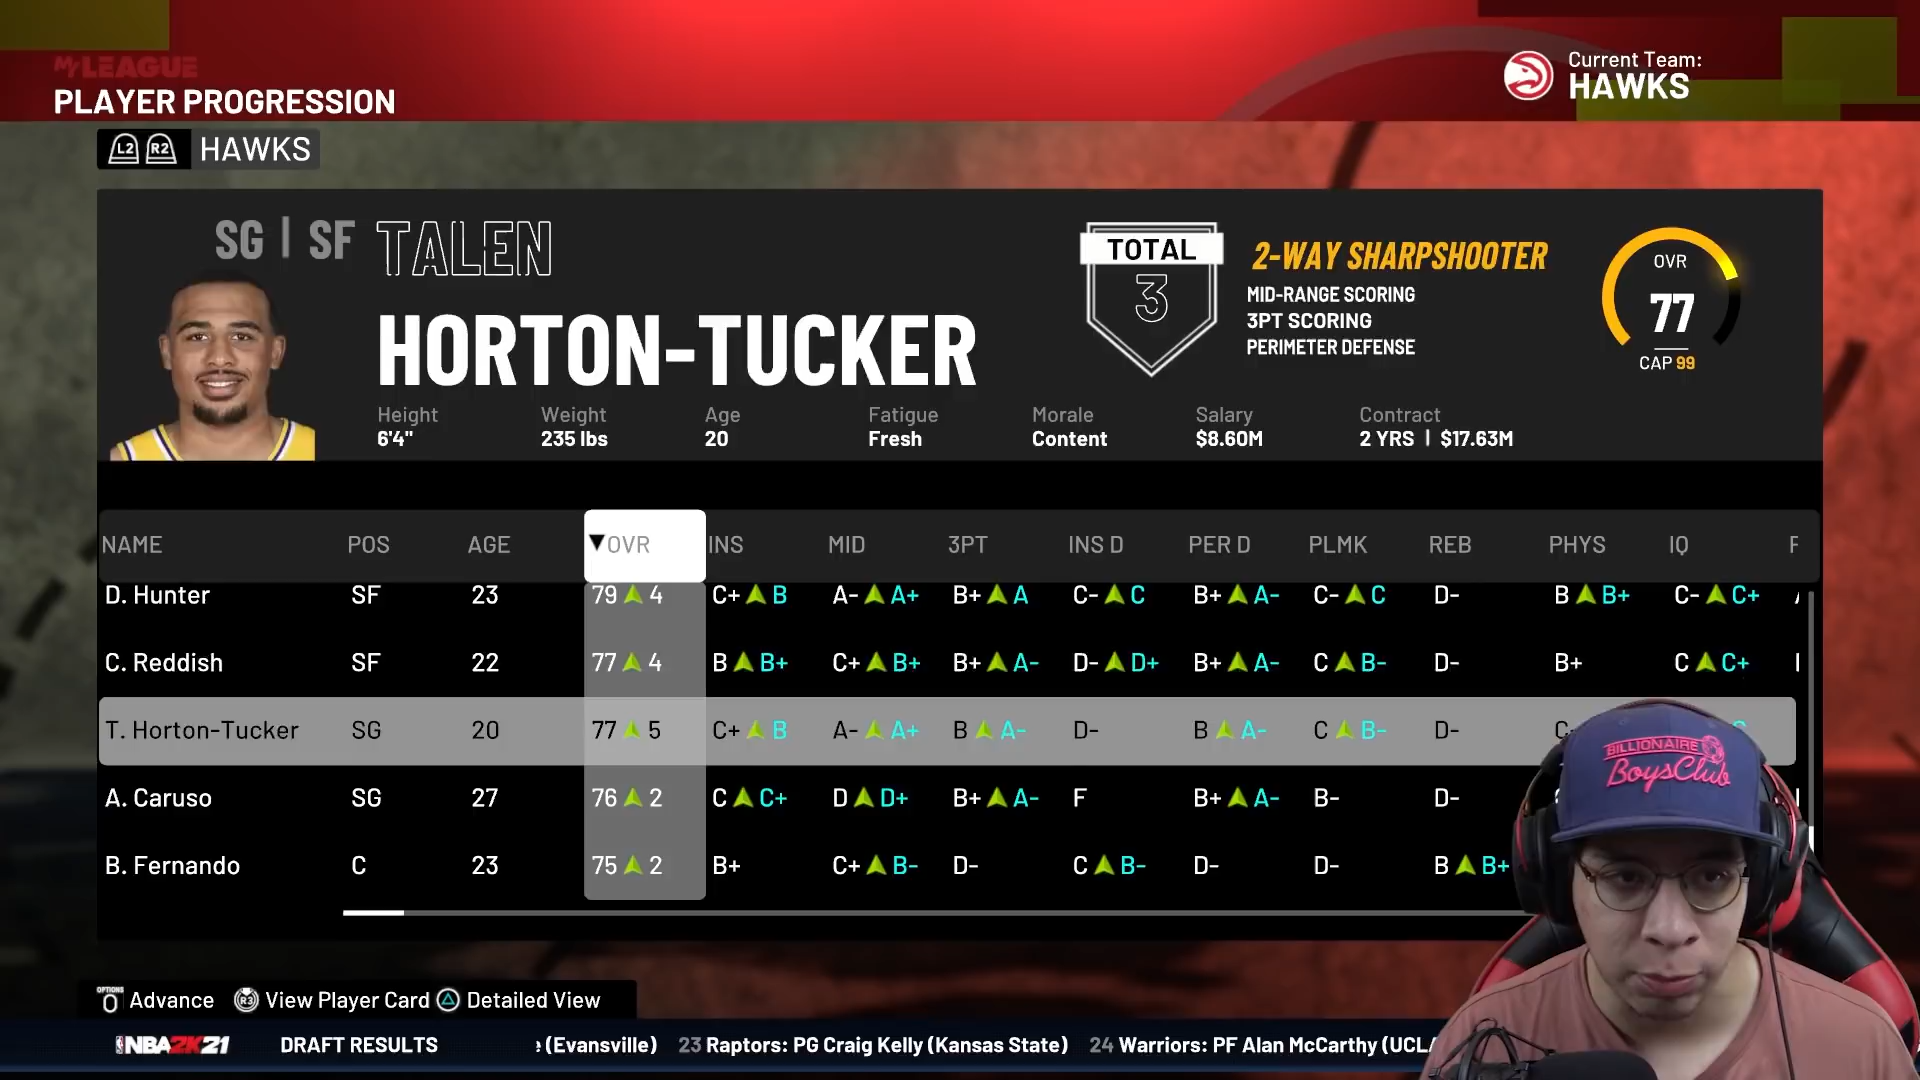 MYLEAGUE
PLAYER PROGRESSION
Current Team:
HAWKS
L2 R2 HAWKS
SG | SF TALEN
HORTON-TUCKER
TOTAL
3
2-WAY SHARPSHOOTER
MID-RANGE SCORING
3PT SCORING
PERIMETER DEFENSE
OVR
77
CAP 99
Height Weight Age Fatigue Morale Salary Contract
6'4" 235 lbs 20 Fresh Content $8.60M 2 YRS | $17.63M
NAME POS AGE ▼OVR INS MID 3PT INS D PER D PLMK REB PHYS IQ
D. Hunter SF 23 79 ▲ 4 C+ ▲ B A- ▲ A+ B+ ▲ A C- ▲ C B+ ▲ A- C- ▲ C D- B ▲ B+ C- ▲ C+
C. Reddish SF 22 77 ▲ 4 B ▲ B+ C+ ▲ B+ B+ ▲ A- D- ▲ D+ B+ ▲ A- C ▲ B- D- B+ C ▲ C+
T. Horton-Tucker SG 20 77 ▲ 5 C+ ▲ B A- ▲ A+ B ▲ A- D- B ▲ A- C ▲ B- D-
A. Caruso SG 27 76 ▲ 2 C ▲ C+ D ▲ D+ B+ ▲ A- F B+ ▲ A- B- D-
B. Fernando C 23 75 ▲ 2 B+ C+ ▲ B- D- C ▲ B- D- D- B ▲ B+
BILLIONAIRE
BoysClub
OPTIONS Advance R3 View Player Card Detailed View
NBA2K21 DRAFT RESULTS (Evansville) 23 Raptors: PG Craig Kelly (Kansas State) 24 Warriors: PF Alan McCarthy (UCLA